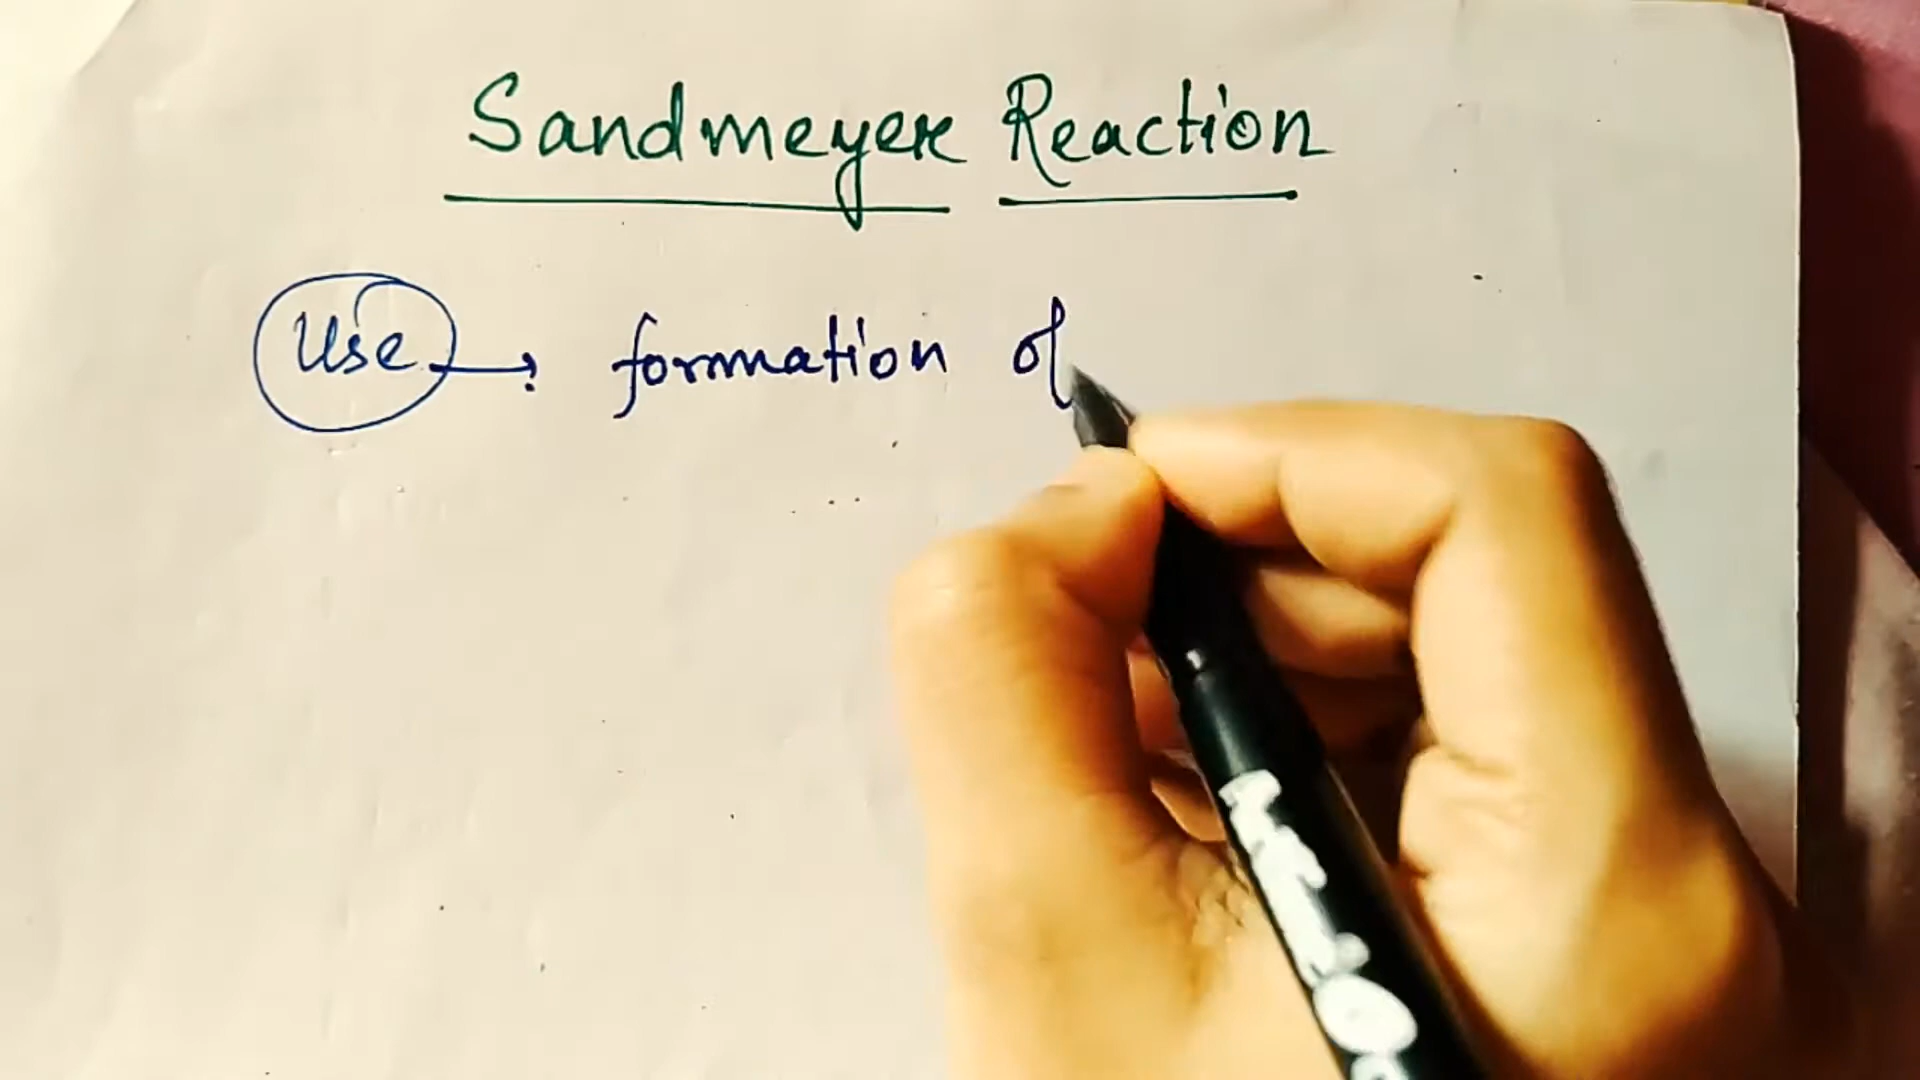 Sandmeyer Reaction
Use → formation of